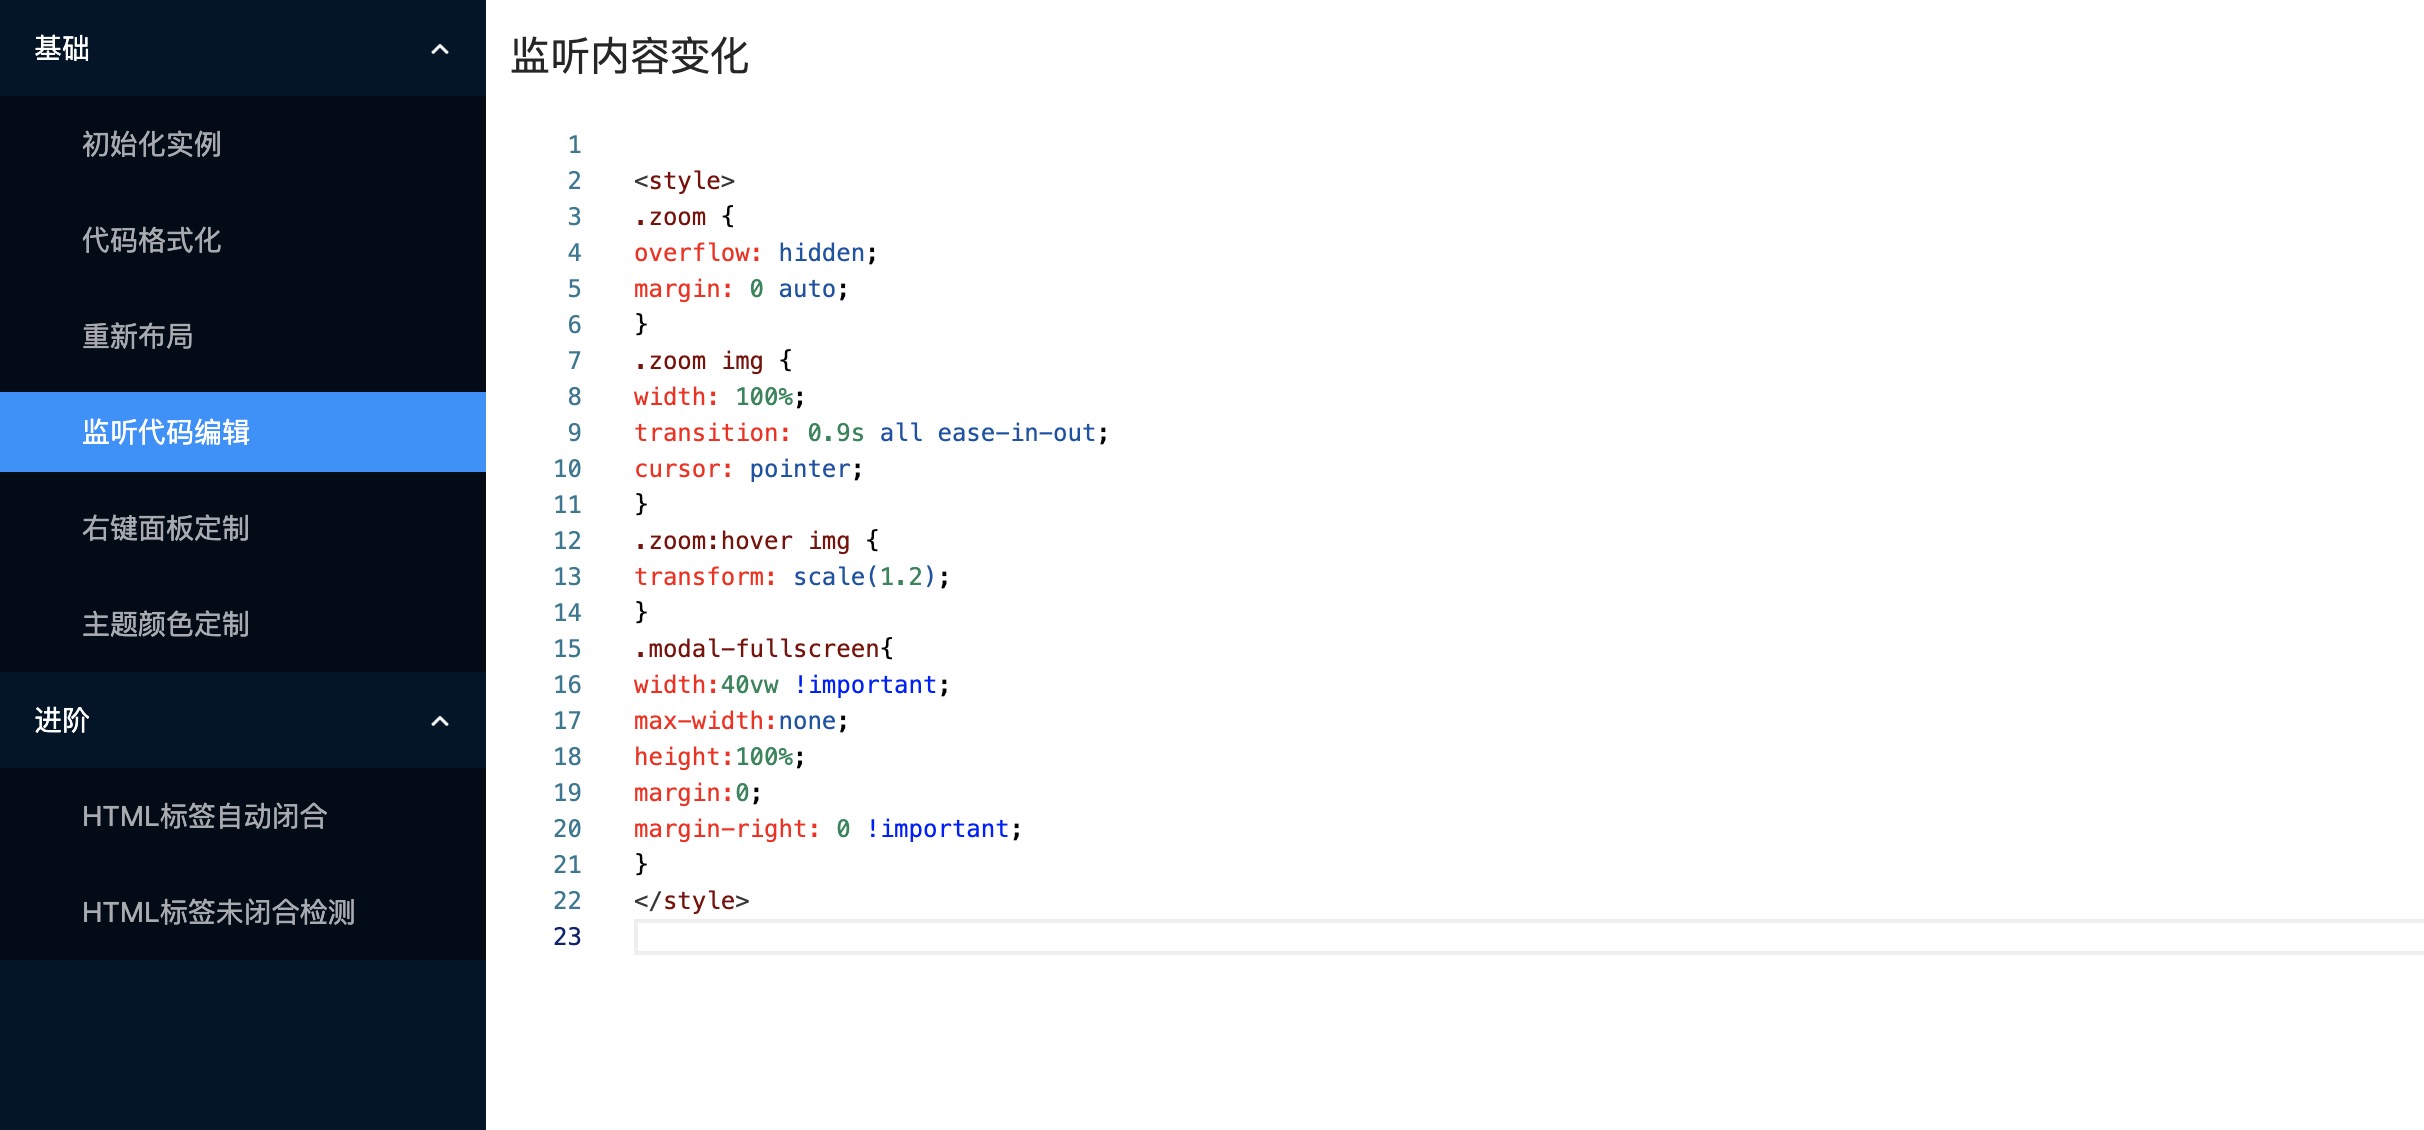 基础
初始化实例
代码格式化
重新布局
监听代码编辑
右键面板定制
主题颜色定制
进阶
HTML标签自动闭合
HTML标签未闭合检测
监听内容变化
1
2 <style>
3 .zoom {
4 overflow: hidden;
5 margin: 0 auto;
6 }
7 .zoom img {
8 width: 100%;
9 transition: 0.9s all ease-in-out;
10 cursor: pointer;
11 }
12 .zoom:hover img {
13 transform: scale(1.2);
14 }
15 .modal-fullscreen{
16 width:40vw !important;
17 max-width:none;
18 height:100%;
19 margin:0;
20 margin-right: 0 !important;
21 }
22 </style>
23